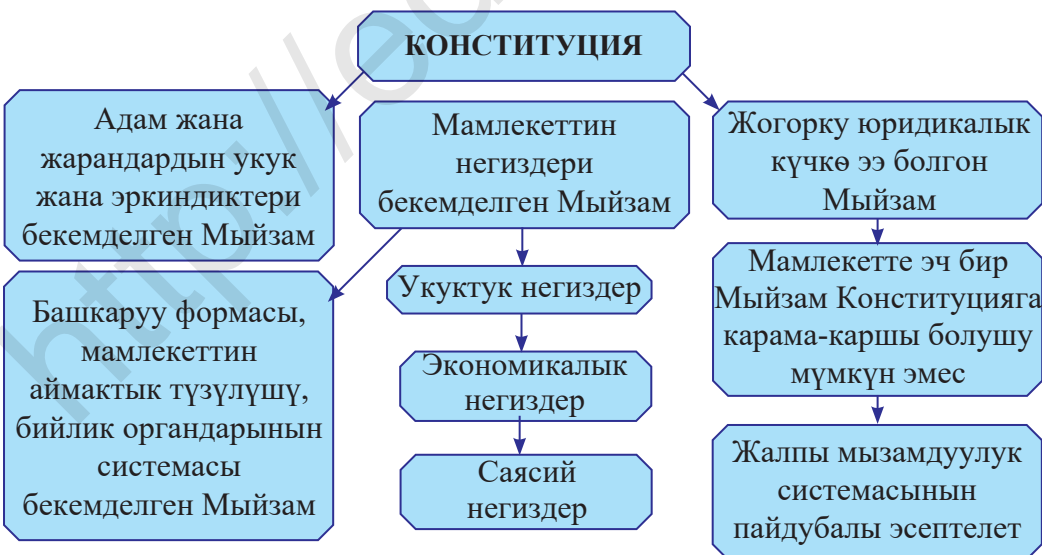 КОНСТИТУЦИЯ
Адам жана
жарандардын укук
жана эркиндиктери
бекемделген Мыйзам
Мамлекеттин
негиздери
бекемделген Мыйзам
Жогорку юридикалык
күчкө ээ болгон
Мыйзам
Башкаруу формасы,
мамлекеттин
аймактык түзүлүшү,
бийлик органдарынын
системасы
бекемделген Мыйзам
Укуктук негиздер
Экономикалык
негиздер
Саясий
негиздер
Мамлекетте эч бир
Мыйзам Конституцияга
карама-каршы болушу
мүмкүн эмес
Жалпы мызамдуулук
системасынын
пайдубалы эсептелет
http://e